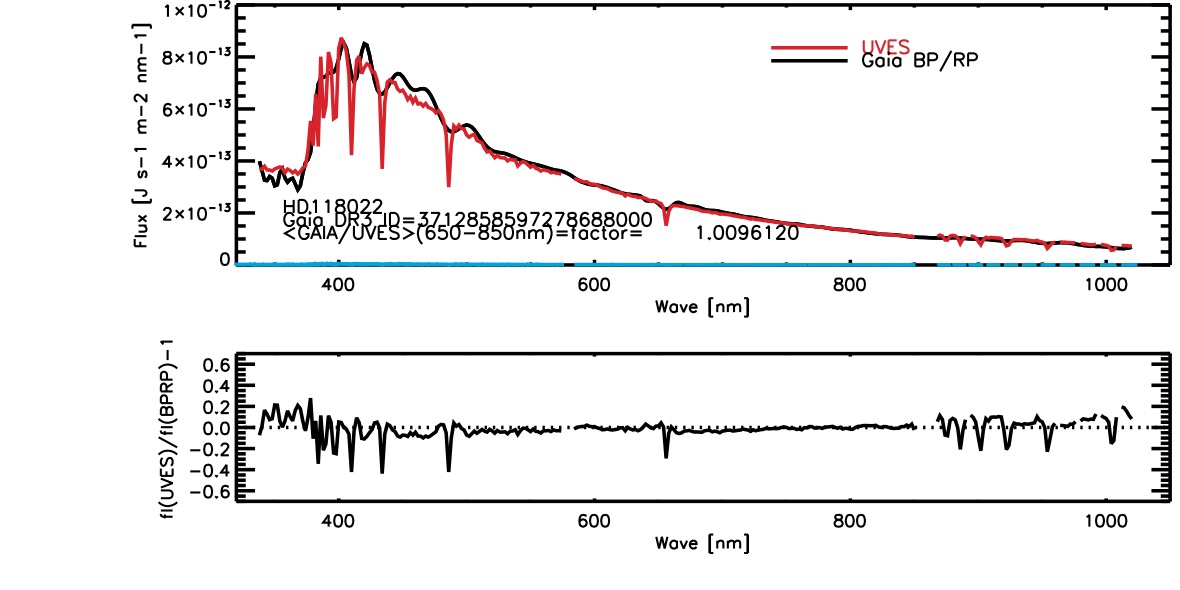 1×10⁻¹²
8×10⁻¹³
6×10⁻¹³
4×10⁻¹³
2×10⁻¹³
0
Flux [J s-1 m-2 nm-1]
UVES
Gaia BP/RP
HD118022
Gaia DR3 ID=3712858597278688000
<GAIA/UVES>(650-850nm)=factor= 1.0096120
400 600 800 1000
Wave [nm]
fl(UVES)/fl(BPRP)-1
0.6
0.4
0.2
0.0
-0.2
-0.4
-0.6
400 600 800 1000
Wave [nm]